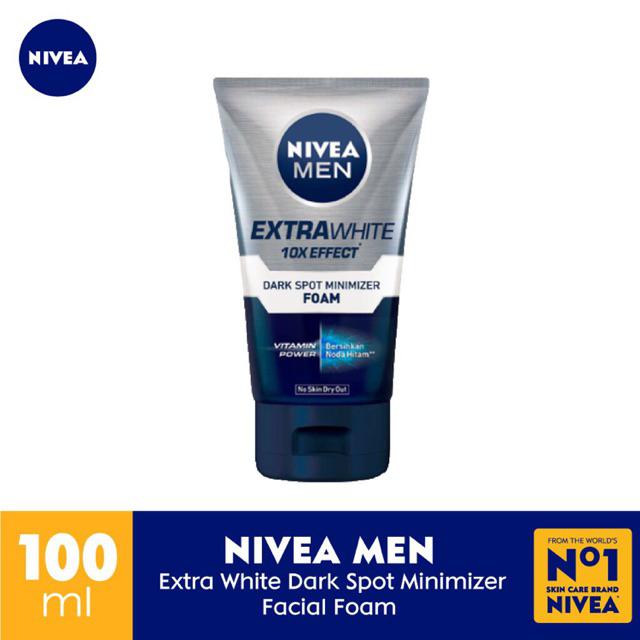 NIVEA
NIVEA
MEN
EXTRAWHITE
10X EFFECT*
DARK SPOT MINIMIZER
FOAM
VITAMIN
POWER
Bersihkan
Noda Hitam**
No Skin Dry Out
100
ml
NIVEA MEN
Extra White Dark Spot Minimizer
Facial Foam
FROM THE WORLD'S
Nº1
SKIN CARE BRAND
NIVEA*